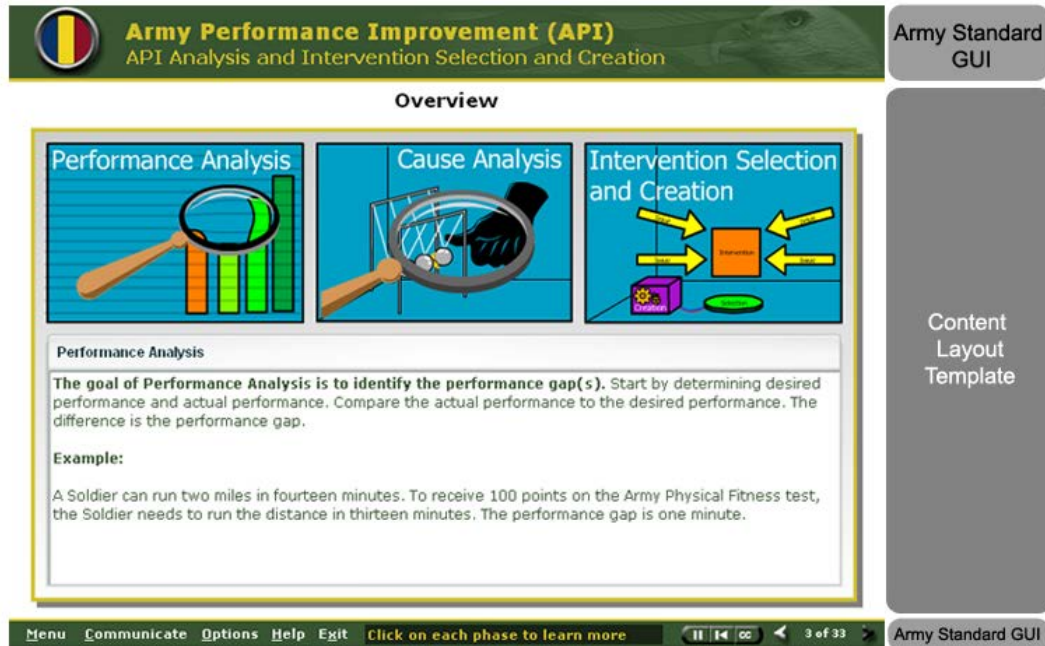 Army Performance Improvement (API)
API Analysis and Intervention Selection and Creation
Army Standard
GUI
Overview
Performance Analysis
Cause Analysis
Intervention Selection
and Creation
Intervention
Creation
Selection
Content
Layout
Template
Performance Analysis
The goal of Performance Analysis is to identify the performance gap(s). Start by determining desired
performance and actual performance. Compare the actual performance to the desired performance. The
difference is the performance gap.
Example:
A Soldier can run two miles in fourteen minutes. To receive 100 points on the Army Physical Fitness test,
the Soldier needs to run the distance in thirteen minutes. The performance gap is one minute.
Menu Communicate Options Help Exit Click on each phase to learn more cc 3 of 33
Army Standard GUI